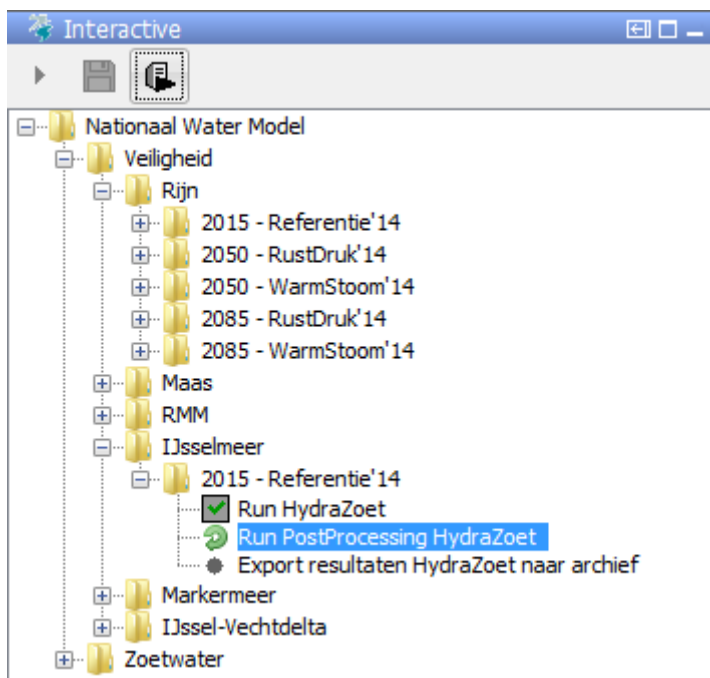 Interactive
Nationaal Water Model
Veiligheid
Rijn
2015 - Referentie'14
2050 - RustDruk'14
2050 - WarmStoom'14
2085 - RustDruk'14
2085 - WarmStoom'14
Maas
RMM
IJsselmeer
2015 - Referentie'14
Run HydraZoet
Run PostProcessing HydraZoet
Export resultaten HydraZoet naar archief
Markermeer
IJssel-Vechtdelta
Zoetwater